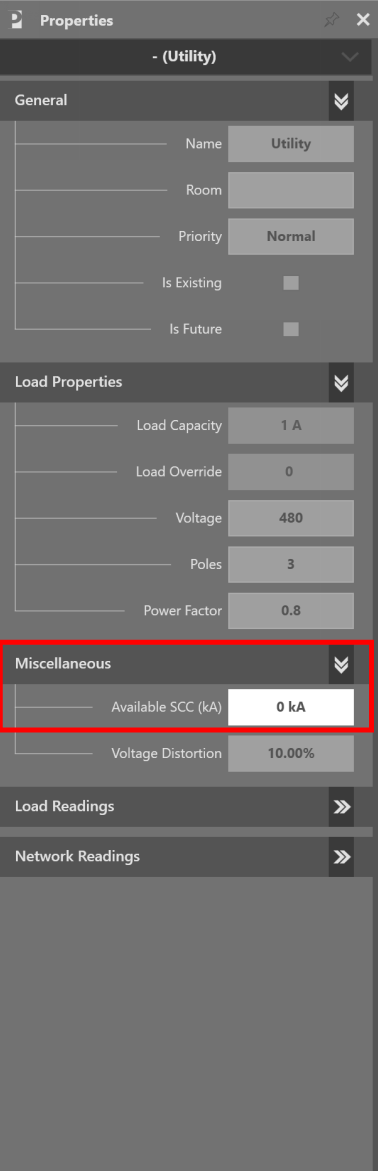 Properties
- (Utility)
General
Name Utility
Room
Priority Normal
Is Existing
Is Future
Load Properties
Load Capacity 1 A
Load Override 0
Voltage 480
Poles 3
Power Factor 0.8
Miscellaneous
Available SCC (kA) 0 kA
Voltage Distortion 10.00%
Load Readings
Network Readings